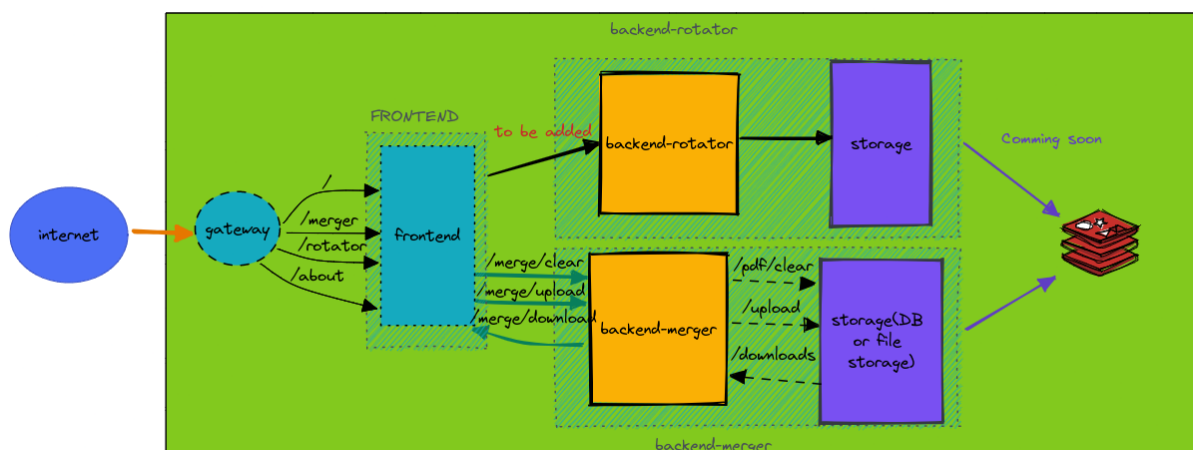 backend-rotator
FRONTEND
to be added
backend-rotator
storage
Comming soon
internet
gateway
/
/merger
/rotator
/about
frontend
/merge/clear
/merge/upload
/merge/download
backend-merger
/pdf/clear
/upload
/downloads
storage(DB
or file
storage)
backend-merger